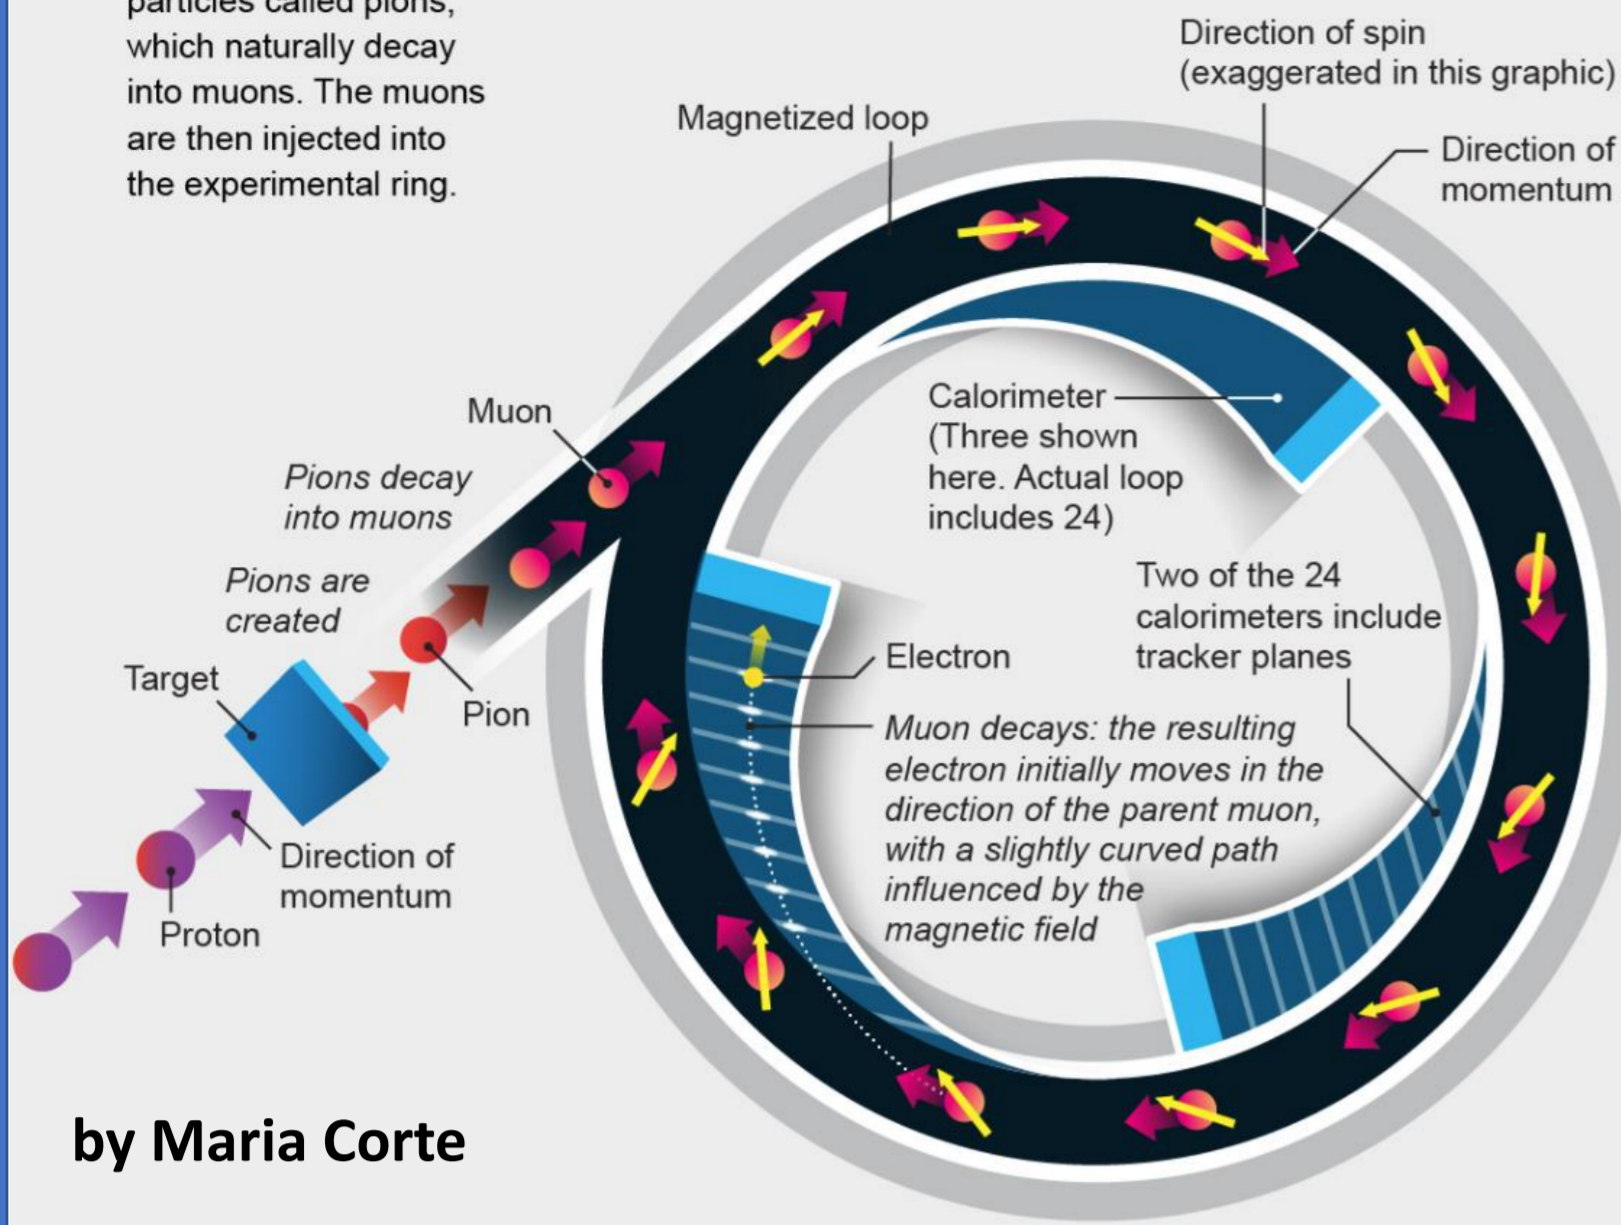 particles called pions,
which naturally decay
into muons. The muons
are then injected into
the experimental ring.
Direction of spin
(exaggerated in this graphic)
Magnetized loop
Direction of
momentum
Muon
Calorimeter
(Three shown
here. Actual loop
includes 24)
Pions decay
into muons
Pions are
created
Two of the 24
calorimeters include
tracker planes
Electron
Target
Pion
Muon decays: the resulting
electron initially moves in the
direction of the parent muon,
with a slightly curved path
influenced by the
magnetic field
Direction of
momentum
Proton
by Maria Corte